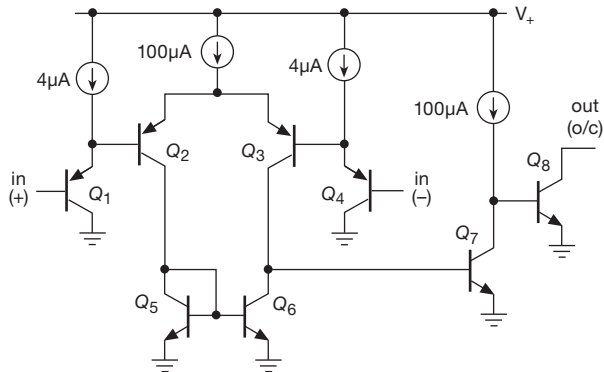 V+
4µA
100µA
4µA
100µA
out
(o/c)
Q2
Q3
Q8
in
(+)
Q1
Q4
in
(–)
Q7
Q5
Q6